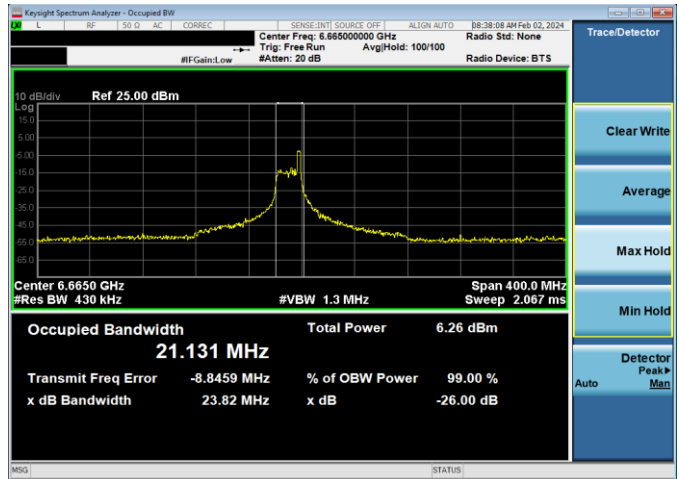 Keysight Spectrum Analyzer - Occupied BW
LXI L RF 50 Ω AC CORREC SENSE:INT SOURCE OFF ALIGN AUTO 08:38:08 AM Feb 02, 2024
Center Freq: 6.665000000 GHz Radio Std: None
Trig: Free Run Avg|Hold: 100/100
#IFGain:Low #Atten: 20 dB Radio Device: BTS
Trace/Detector
10 dB/div Ref 25.00 dBm
Log
15.0
5.00
-5.00
-15.0
-25.0
-35.0
-45.0
-55.0
-65.0
Center 6.6650 GHz Span 400.0 MHz
#Res BW 430 kHz #VBW 1.3 MHz Sweep 2.067 ms
Occupied Bandwidth Total Power 6.26 dBm
21.131 MHz
Transmit Freq Error -8.8459 MHz % of OBW Power 99.00 %
x dB Bandwidth 23.82 MHz x dB -26.00 dB
Clear Write
Average
Max Hold
Min Hold
Detector
Peak▶
Auto Man
MSG STATUS